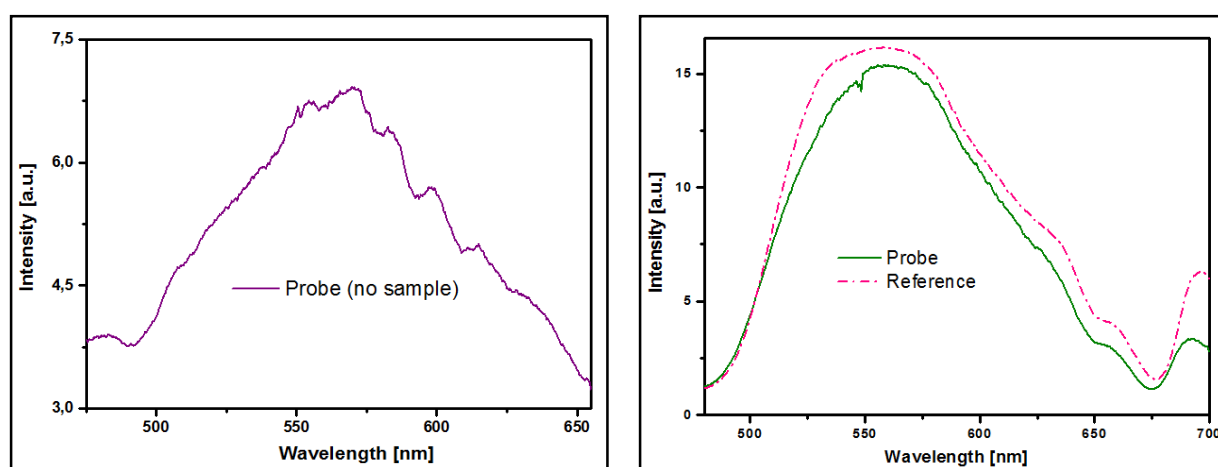 7,5
6,0
4,5
3,0
Intensity [a.u.]
Probe (no sample)
500 550 600 650
Wavelength [nm]
15
10
5
0
Intensity [a.u.]
Probe
Reference
500 550 600 650 700
Wavelength [nm]